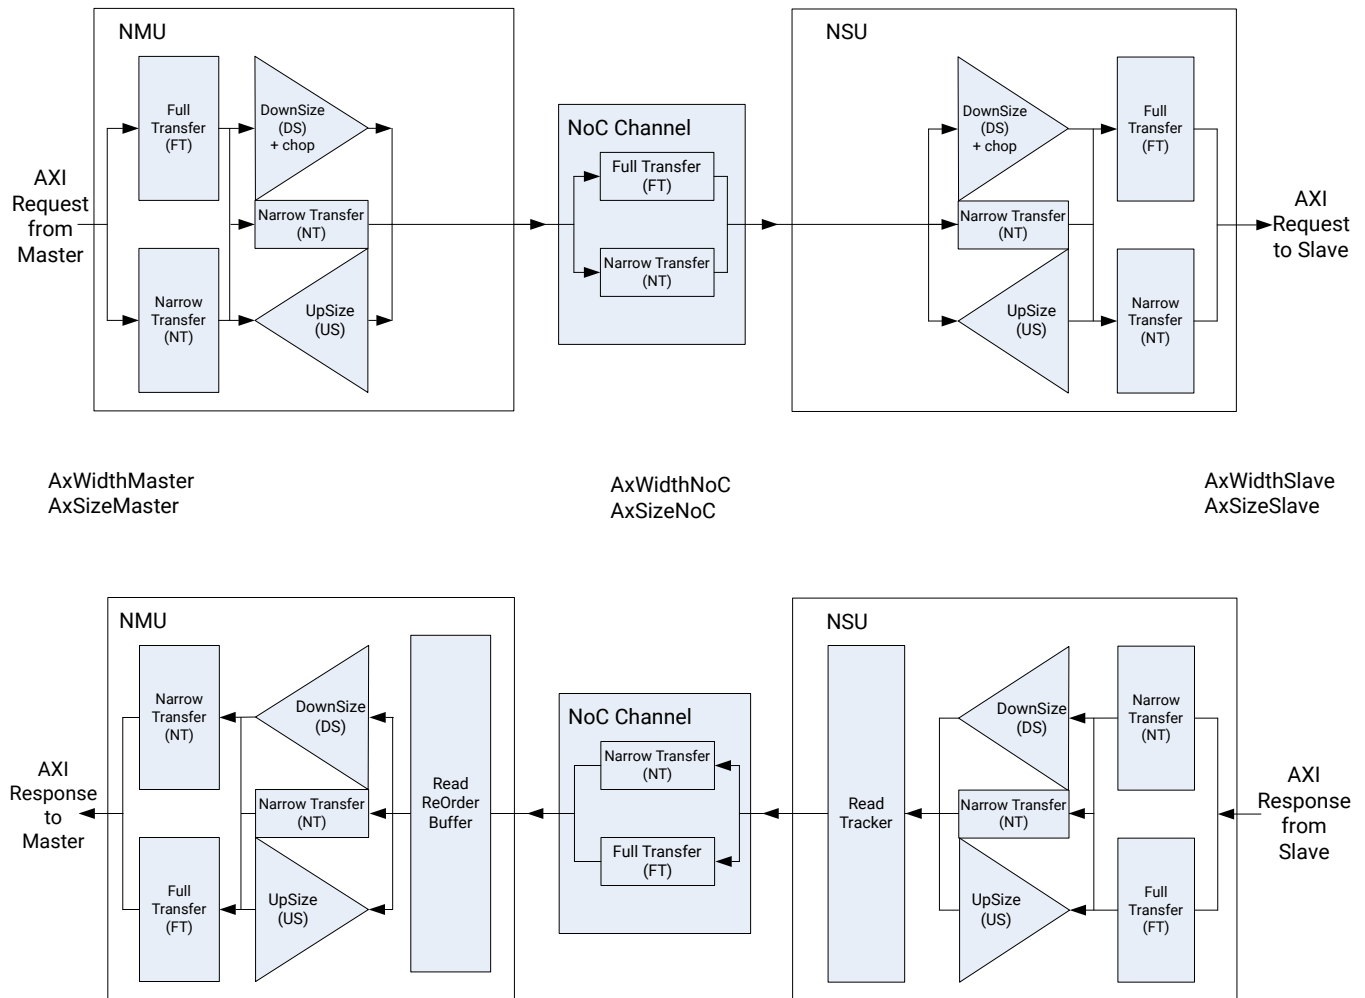 NMU
Full
Transfer
(FT)
DownSize
(DS)
+ chop
Narrow Transfer
(NT)
Narrow
Transfer
(NT)
UpSize
(US)
AXI
Request
from
Master
NoC Channel
Full Transfer
(FT)
Narrow Transfer
(NT)
NSU
DownSize
(DS)
+ chop
Full
Transfer
(FT)
Narrow Transfer
(NT)
UpSize
(US)
Narrow
Transfer
(NT)
AXI
Request
to Slave
AxWidthMaster
AxSizeMaster
AxWidthNoC
AxSizeNoC
AxWidthSlave
AxSizeSlave
NMU
Narrow
Transfer
(NT)
DownSize
(DS)
Narrow Transfer
(NT)
Full
Transfer
(FT)
UpSize
(US)
Read
ReOrder
Buffer
AXI
Response
to
Master
NoC Channel
Narrow Transfer
(NT)
Full Transfer
(FT)
NSU
Read
Tracker
DownSize
(DS)
Narrow Transfer
(NT)
UpSize
(US)
Narrow
Transfer
(NT)
Full
Transfer
(FT)
AXI
Response
from
Slave